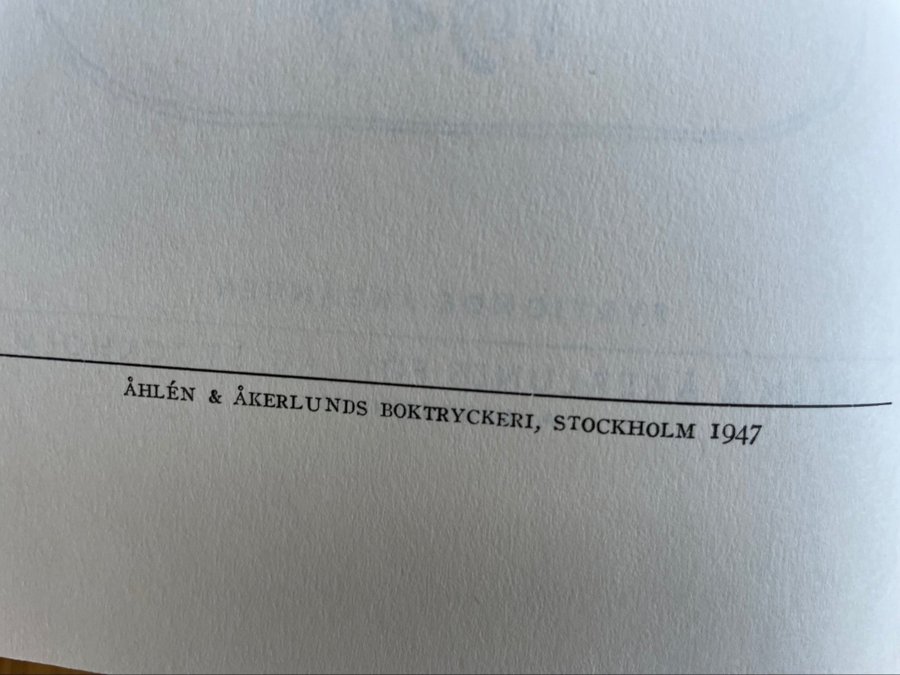 ÅHLÉN & ÅKERLUNDS BOKTRYCKERI, STOCKHOLM 1947